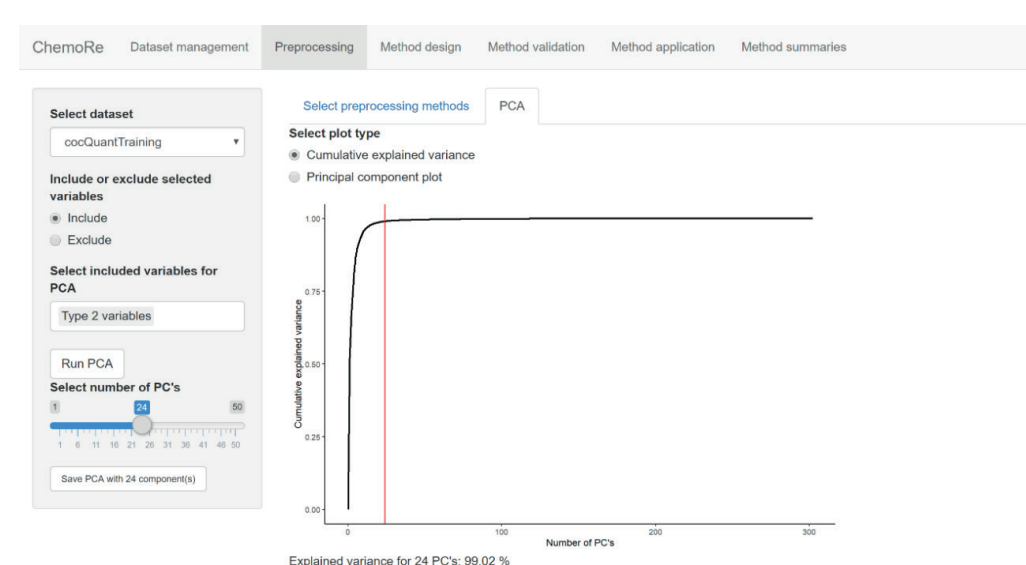 ChemoRe Dataset management Preprocessing Method design Method validation Method application Method summaries
Select dataset
cocQuantTraining
Include or exclude selected
variables
Include
Exclude
Select included variables for
PCA
Type 2 variables
Run PCA
Select number of PC's
1 24 50
1 6 11 16 21 26 31 36 41 46 50
Save PCA with 24 component(s)
Select preprocessing methods PCA
Select plot type
Cumulative explained variance
Principal component plot
Cumulative explained variance
1.00
0.75
0.50
0.25
0.00
0 100 200 300
Number of PC's
Explained variance for 24 PC's: 99.02 %